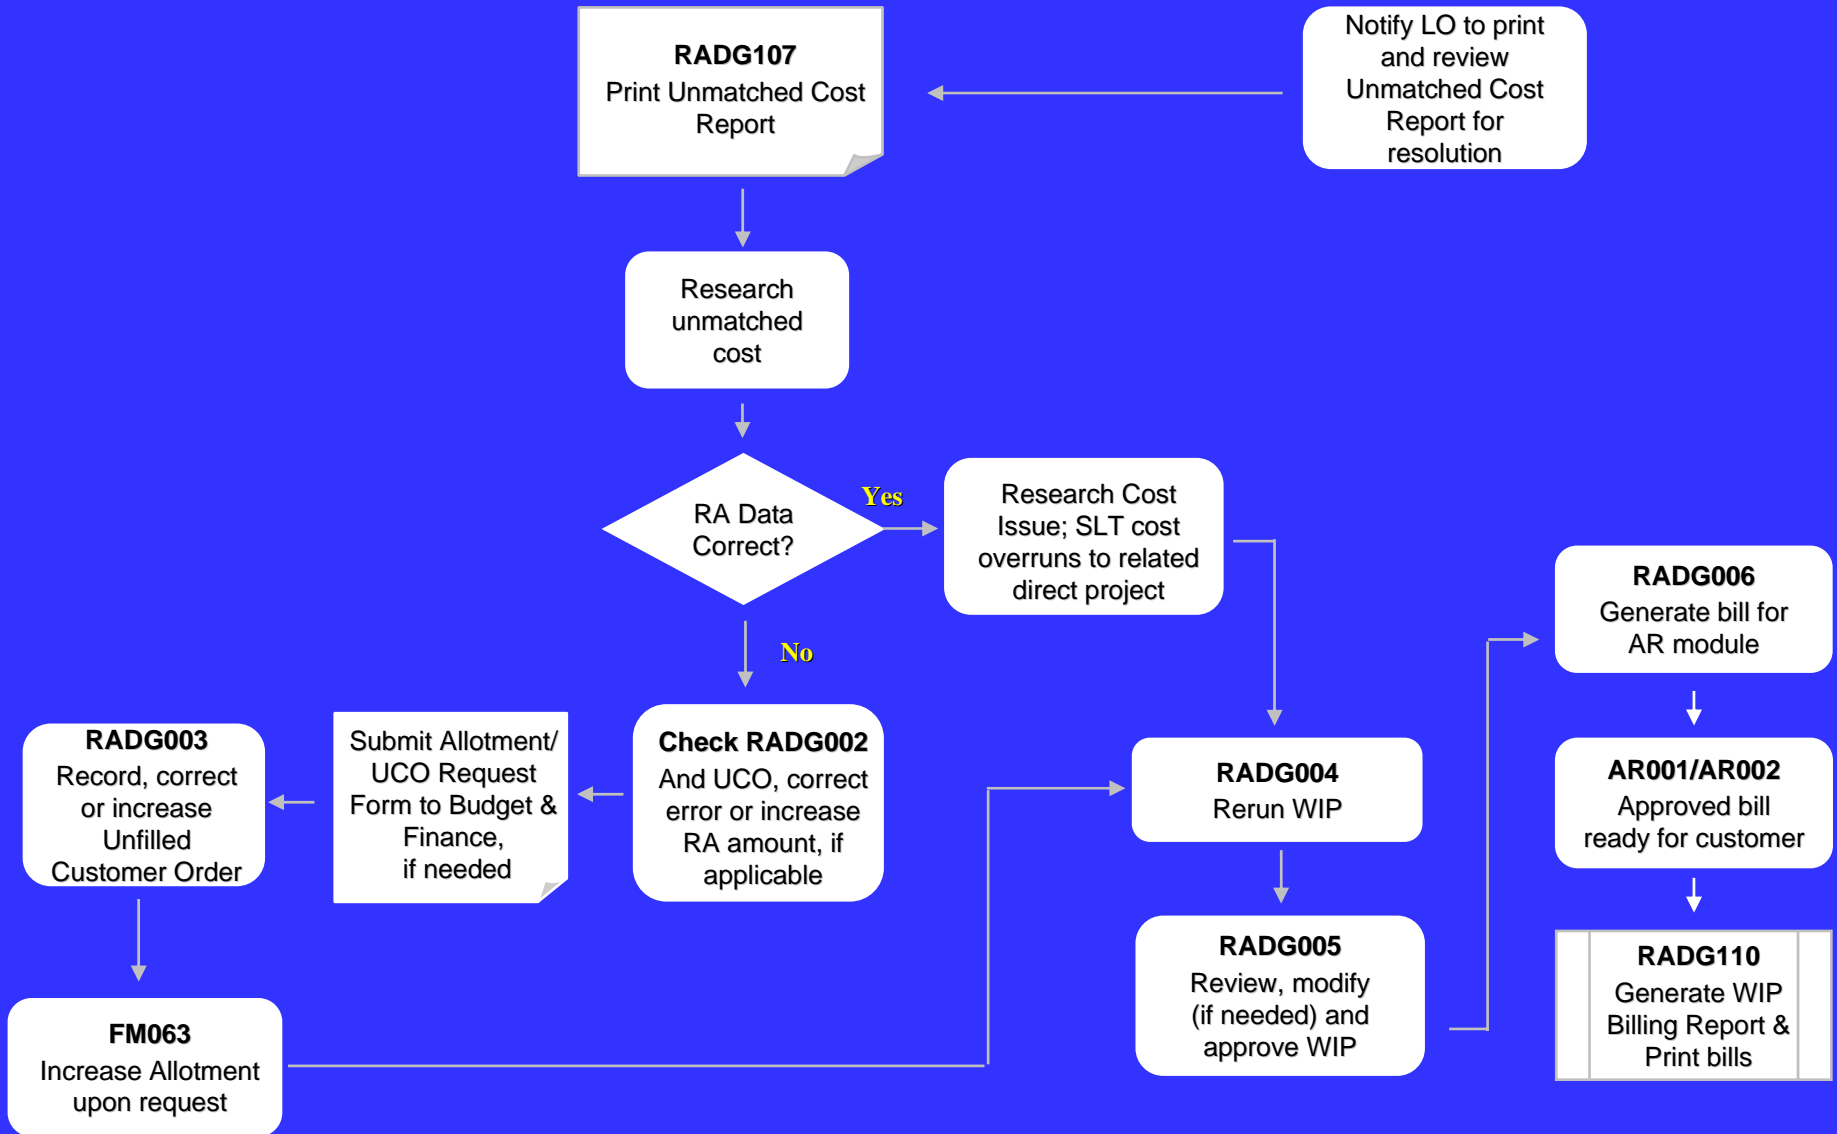 RADG107
Print Unmatched Cost
Report
Notify LO to print
and review
Unmatched Cost
Report for
resolution
Research
unmatched
cost
RA Data
Correct?
Yes
Research Cost
Issue; SLT cost
overruns to related
direct project
No
Check RADG002
And UCO, correct
error or increase
RA amount, if
applicable
Submit Allotment/
UCO Request
Form to Budget &
Finance,
if needed
RADG003
Record, correct
or increase
Unfilled
Customer Order
FM063
Increase Allotment
upon request
RADG004
Rerun WIP
RADG005
Review, modify
(if needed) and
approve WIP
RADG006
Generate bill for
AR module
AR001/AR002
Approved bill
ready for customer
RADG110
Generate WIP
Billing Report &
Print bills